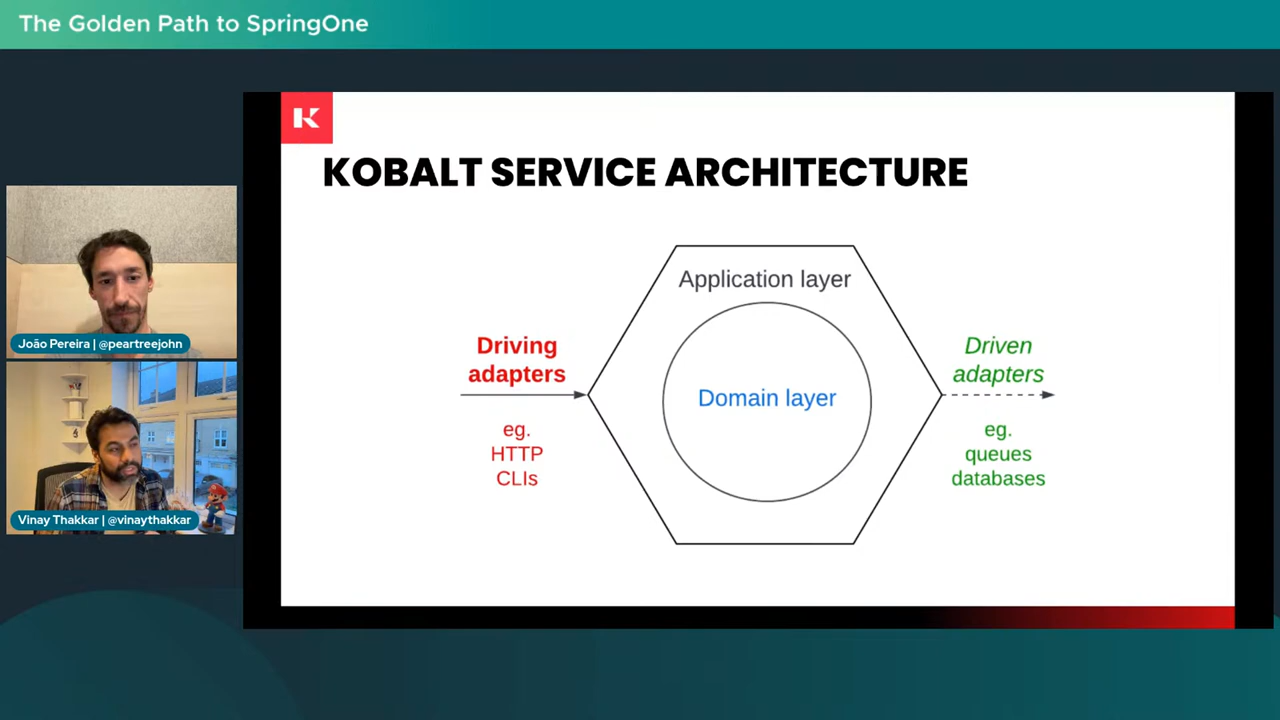 The Golden Path to SpringOne
K
KOBALT SERVICE ARCHITECTURE
Application layer
Driving
adapters
Domain layer
Driven
adapters
eg.
HTTP
CLIs
eg.
queues
databases
João Pereira | @peartreejohn
Vinay Thakkar | @vinaythakkar